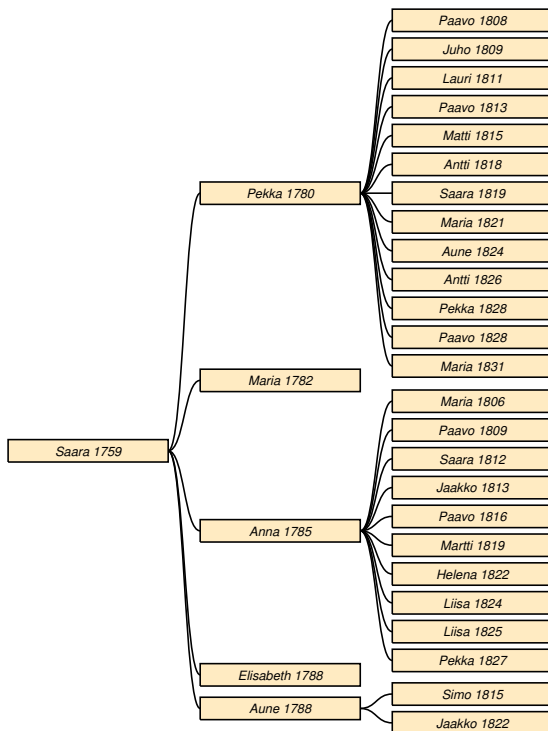 Paavo 1808
Juho 1809
Lauri 1811
Paavo 1813
Matti 1815
Antti 1818
Pekka 1780
Saara 1819
Maria 1821
Aune 1824
Antti 1826
Pekka 1828
Paavo 1828
Maria 1831
Maria 1782
Maria 1806
Paavo 1809
Saara 1759
Saara 1812
Jaakko 1813
Paavo 1816
Anna 1785
Martti 1819
Helena 1822
Liisa 1824
Liisa 1825
Pekka 1827
Elisabeth 1788
Simo 1815
Aune 1788
Jaakko 1822